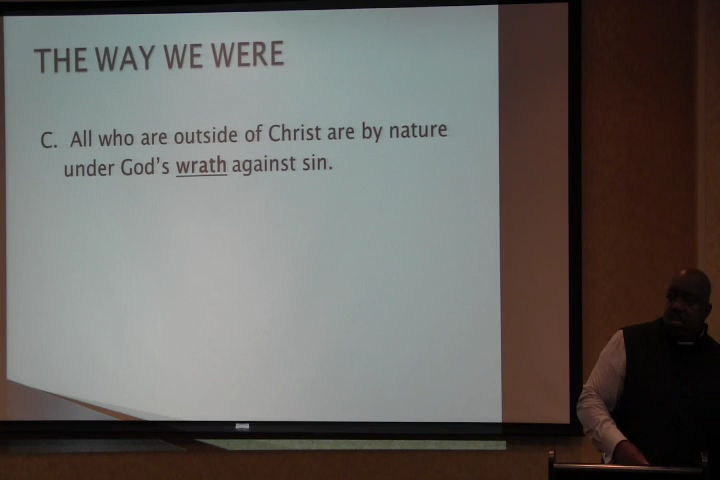 THE WAY WE WERE
C. All who are outside of Christ are by nature
under God's wrath against sin.